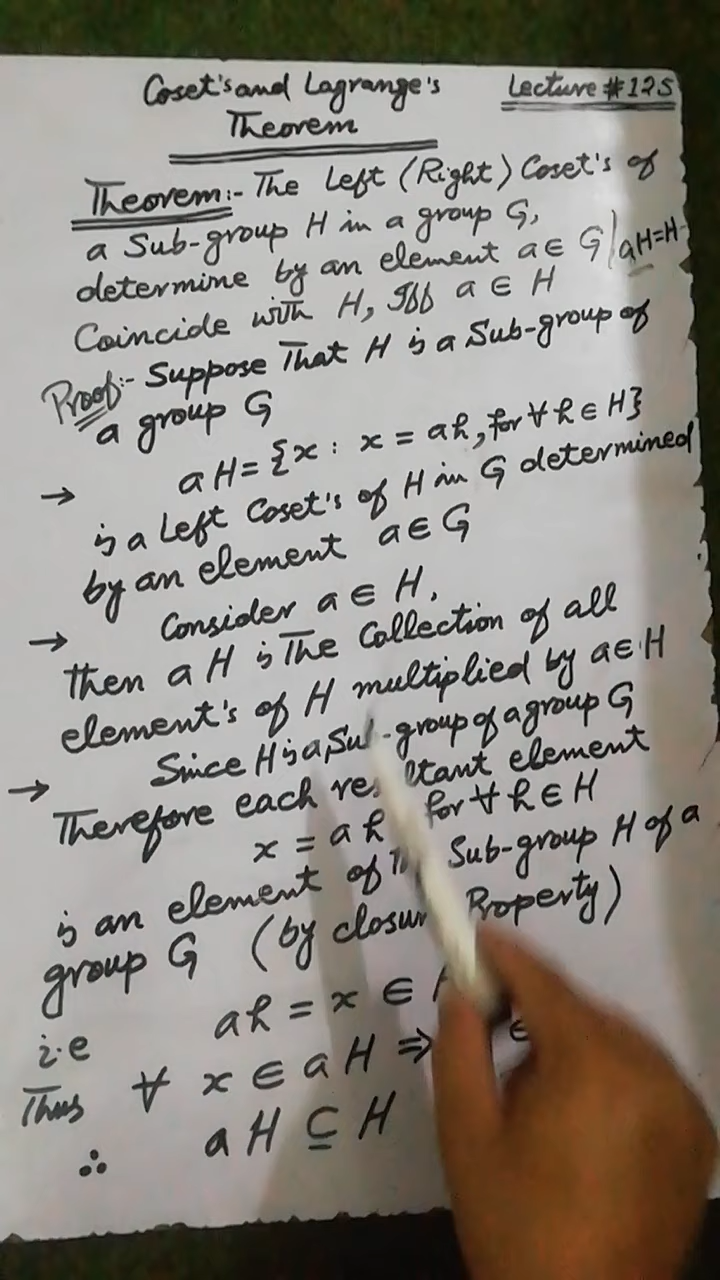 Coset's and Lagrange's
Theorem
Lecture #125
Theorem:- The Left (Right) Coset's of
a Sub-group H in a group G,
determine by an element a ∈ G | aH=H
Coincide with H, Iff a ∈ H
Proof:- Suppose That H is a Sub-group of
a group G
→ aH = {x : x = ah, for ∀ h ∈ H}
is a Left Coset's of H in G determined
by an element a ∈ G
→ Consider a ∈ H,
then aH is The Collection of all
element's of H multiplied by a ∈ H
→ Since H is a Sub-group of a group G
Therefore each resultant element
x = ah for ∀ h ∈ H
is an element of Sub-group H of a
group G (by closure Property)
i.e ah = x ∈
Thus ∀ x ∈ aH ⇒ ∈
∴ aH ⊆ H